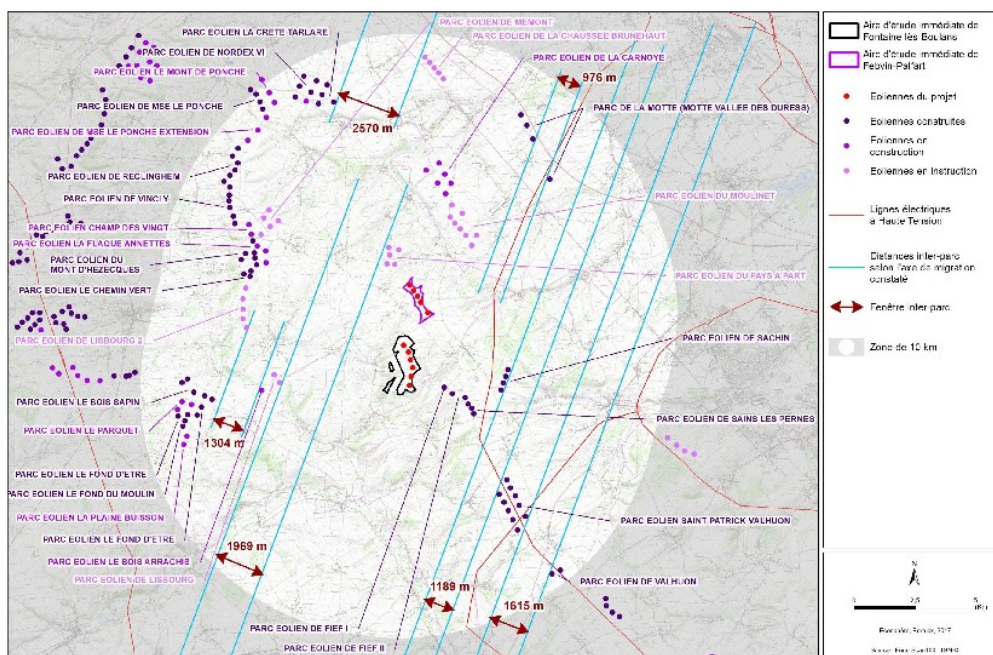 PARC EOLIEN LA CRETE TARLARE
PARC EOLIEN DE NORDEX VI
PARC EOLIEN LE MONT DE PONCHE
PARC EOLIEN DE MSE LE PONCHE
PARC EOLIEN DE MSE LE PONCHE EXTENSION
PARC EOLIEN DE RECLINGHEM
PARC EOLIEN DE VINCLY
PARC EOLIEN CHAMP DES VINGT
PARC EOLIEN LA FLAQUE ANNETTES
PARC EOLIEN DU
MONT D'HEZECQUES
PARC EOLIEN LE CHEMIN VERT
PARC EOLIEN DE LISBOURG 2
PARC EOLIEN LE BOIS SAPIN
PARC EOLIEN LE PARQUET
PARC EOLIEN LE FOND D'ETRE
PARC EOLIEN LE FOND DU MOULIN
PARC EOLIEN LA PLAINE BUISSON
PARC EOLIEN LE FOND D'ETRE
PARC EOLIEN LE BOIS ARRACHIS
PARC EOLIEN DE LISBOURG
PARC EOLIEN DE FIEF I
PARC EOLIEN DE FIEF II
PARC EOLIEN DE MEMONT
PARC EOLIEN DE LA CHAUSSEE BRUNEHAUT
PARC EOLIEN DE LA CARNOYE
976 m
2570 m
PARC DE LA MOTTE (MOTTE VALLEE DES DURESS)
PARC EOLIEN DU MOULINET
PARC EOLIEN DU PAYS A PART
PARC EOLIEN DE SACHIN
PARC EOLIEN DE SAINS LES PERNES
PARC EOLIEN SAINT PATRICK VALHUON
PARC EOLIEN DE VALHUON
1304 m
1969 m
1189 m
1615 m
Aire d'étude immédiate de
Fontaine lès Boulans
Aire d'étude immédiate de
Febvin-Palfart
Eoliennes du projet
Eoliennes construites
Eoliennes en
construction
Eoliennes en instruction
Lignes électriques
à Haute Tension
Distances inter-parc
selon l'axe de migration
constaté
Fenêtre inter-parc
Zone de 10 km
N
0 2,5 5
Km